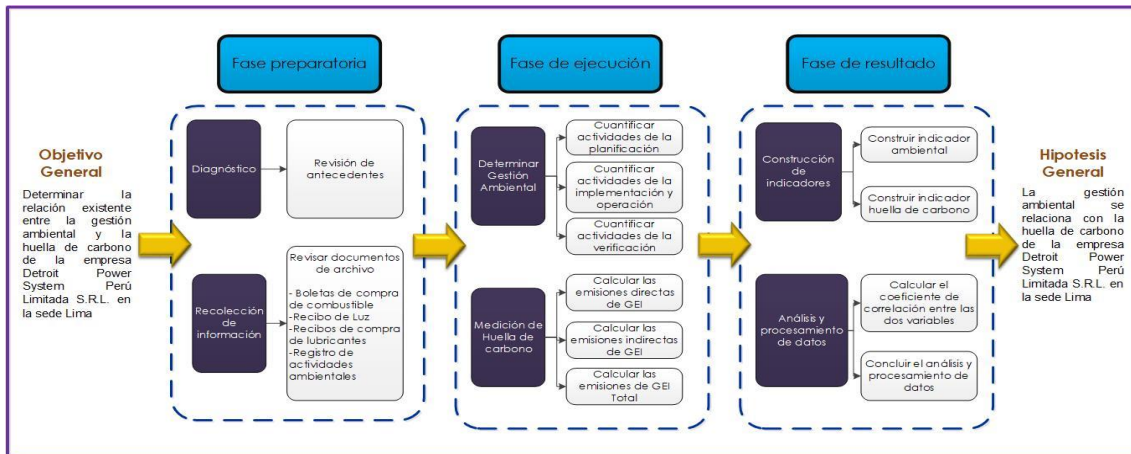 Fase preparatoria
Fase de ejecución
Fase de resultado
Objetivo
General
Determinar la
relación existente
entre la gestión
ambiental y la
huella de carbono
de la empresa
Detroit Power
System Perú
Limitada S.R.L. en
la sede Lima
Diagnóstico
Revisión de
antecedentes
Recolección
de
información
Revisar documentos
de archivo
- Boletas de compra
de combustible
-Recibo de Luz
-Recibos de compra
de lubricantes
-Registro de
actividades
ambientales
Determinar
Gestión
Ambiental
Cuantificar
actividades de la
planificación
Cuantificar
actividades de la
implementación y
operación
Cuantificar
actividades de la
verificación
Medición de
Huella de
carbono
Calcular las
emisiones directas
de GEI
Calcular las
emisiones indirectas
de GEI
Calcular las
emisiones de GEI
Total
Construcción
de
indicadores
Construir indicador
ambiental
Construir indicador
huella de carbono
Análisis y
procesamiento
de datos
Calcular el
coeficiente de
correlación entre las
dos variables
Concluir el análisis y
procesamiento de
datos
Hipotesis
General
La gestión
ambiental se
relaciona con la
huella de carbono
de la empresa
Detroit Power
System Perú
Limitada S.R.L. en
la sede Lima